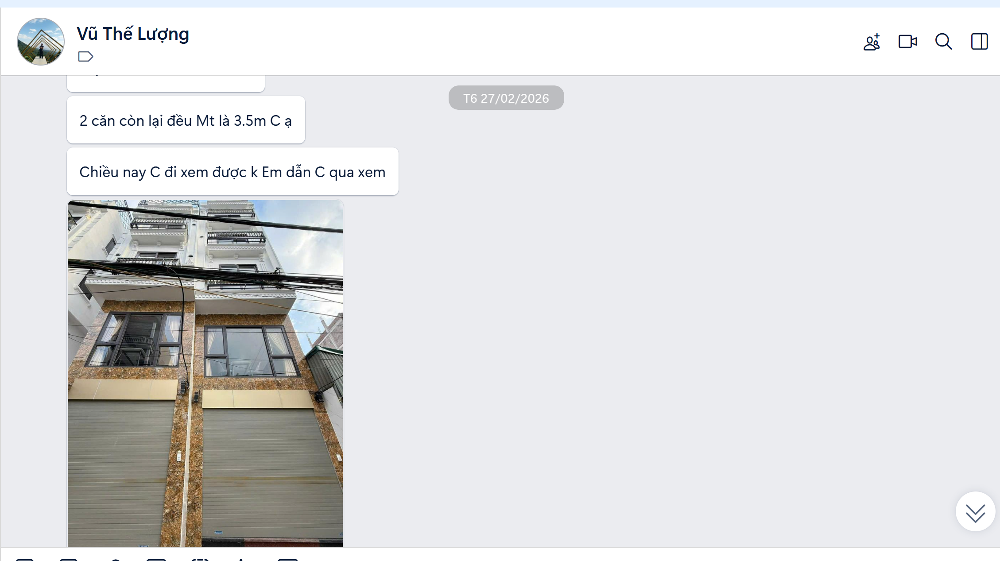 Vũ Thế Lượng
T6 27/02/2026
2 căn còn lại đều Mt là 3.5m C ạ
Chiều nay C đi xem được k Em dẫn C qua xem